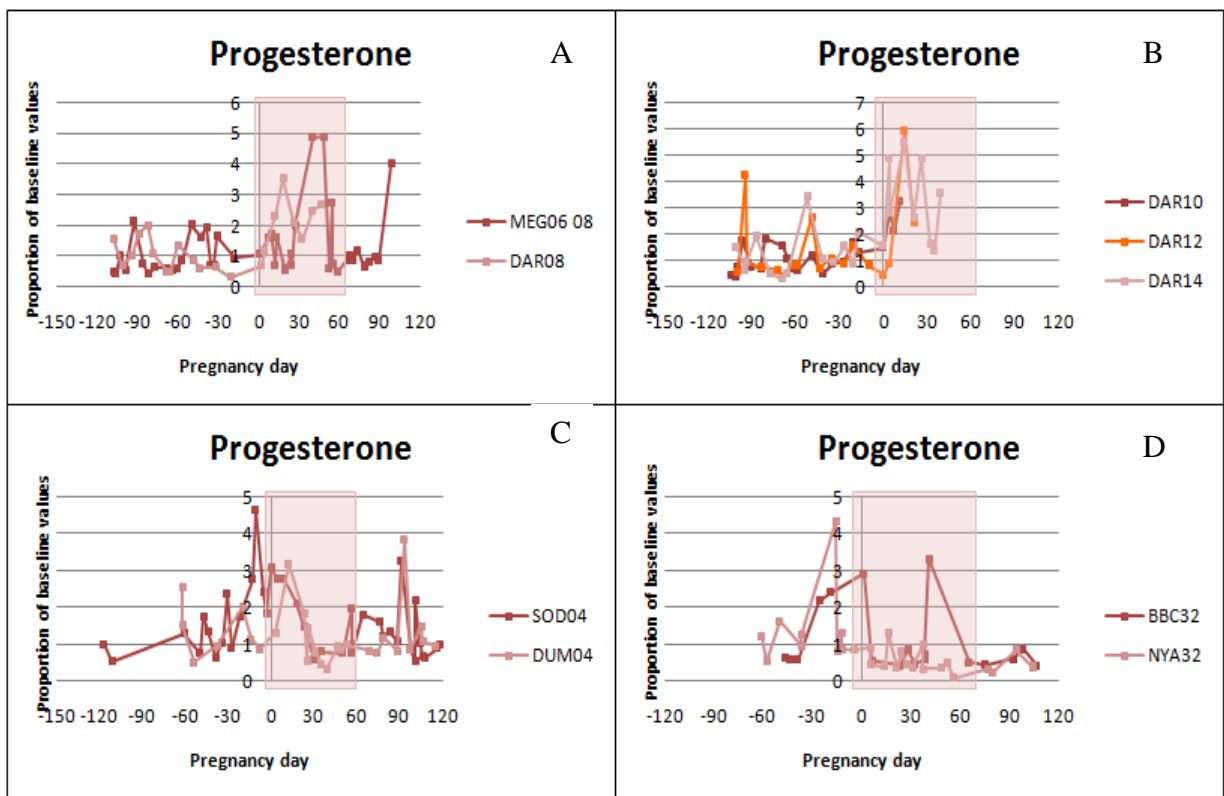 Progesterone
A
Proportion of baseline values
6
5
4
3
2
1
0
-150 -120 -90 -60 -30 0 30 60 90 120
Pregnancy day
MEG06 08
DAR08
Progesterone
B
Proportion of baseline values
7
6
5
4
3
2
1
0
-150 -120 -90 -60 -30 0 30 60 90 120
Pregnancy day
DAR10
DAR12
DAR14
Progesterone
C
Proportion of baseline values
5
4
3
2
1
0
-150 -120 -90 -60 -30 0 30 60 90 120
Pregnancy day
SOD04
DUM04
Progesterone
D
Proportion of baseline values
5
4
3
2
1
0
-120 -90 -60 -30 0 30 60 90 120
Pregnancy day
BBC32
NYA32